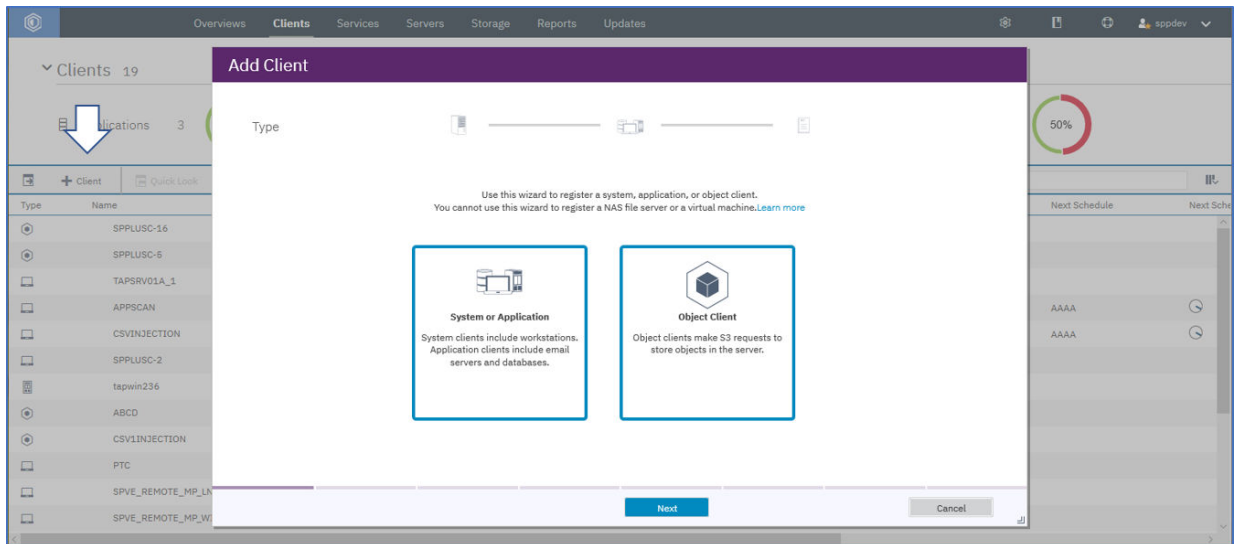 Overviews Clients Services Servers Storage Reports Updates sppdev
Clients 19
Applications 3
50%
Client Quick Look
Type Name Next Schedule Next Sche
SPPLUSC-16
SPPLUSC-5
TAPSRV01A_1
APPSCAN AAAA
CSVINJECTION AAAA
SPPLUSC-2
tapwin236
ABCD
CSV1INJECTION
PTC
SPVE_REMOTE_MP_LN
SPVE_REMOTE_MP_W
Add Client
Type
Use this wizard to register a system, application, or object client.
You cannot use this wizard to register a NAS file server or a virtual machine.Learn more
System or Application
System clients include workstations.
Application clients include email
servers and databases.
Object Client
Object clients make S3 requests to
store objects in the server.
Next Cancel